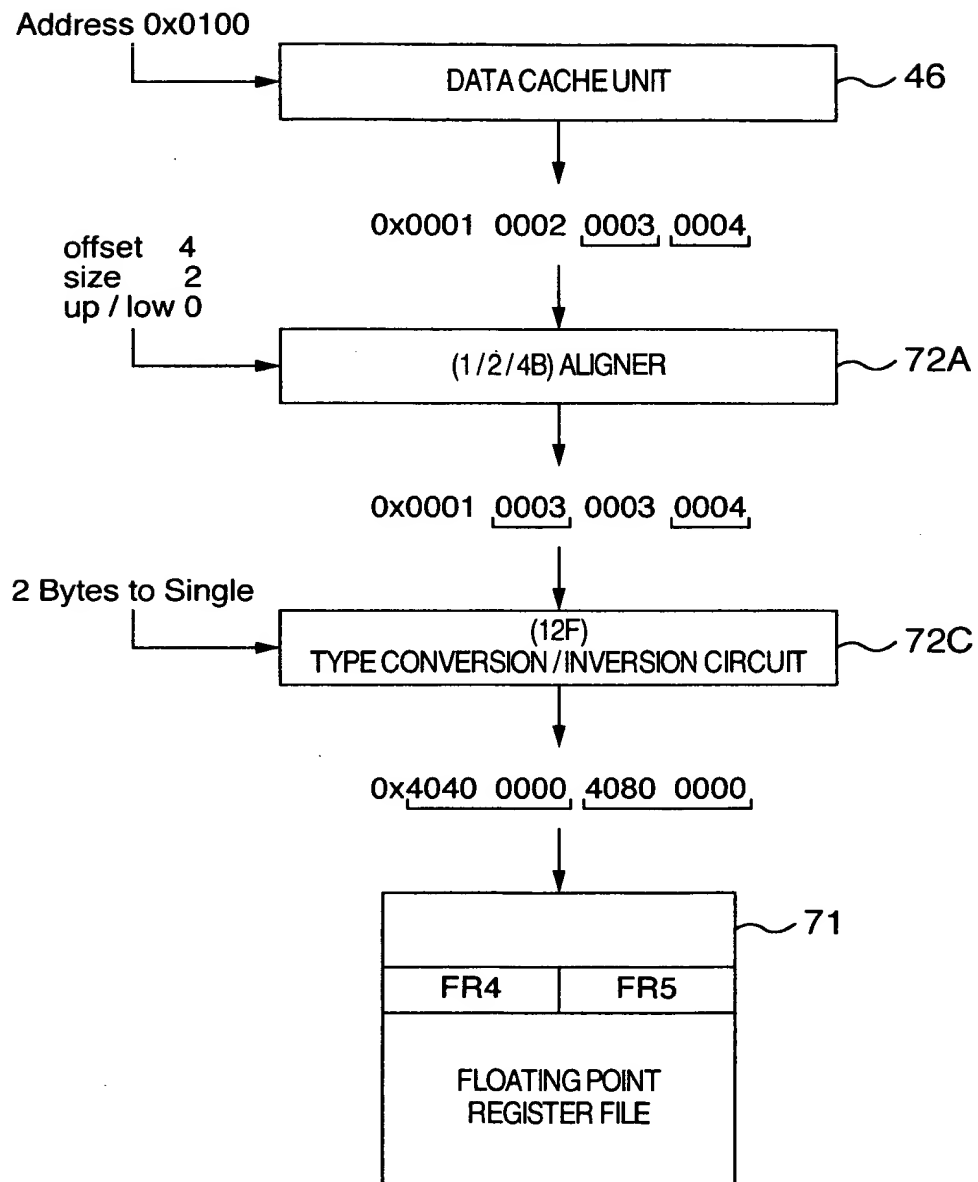 Address 0x0100
DATA CACHE UNIT
46
0x0001 0002 0003 0004
offset 4
size 2
up / low 0
(1/2/4B) ALIGNER
72A
0x0001 0003 0003 0004
2 Bytes to Single
(12F)
TYPE CONVERSION / INVERSION CIRCUIT
72C
0x4040 0000 4080 0000
71
FR4 FR5
FLOATING POINT
REGISTER FILE